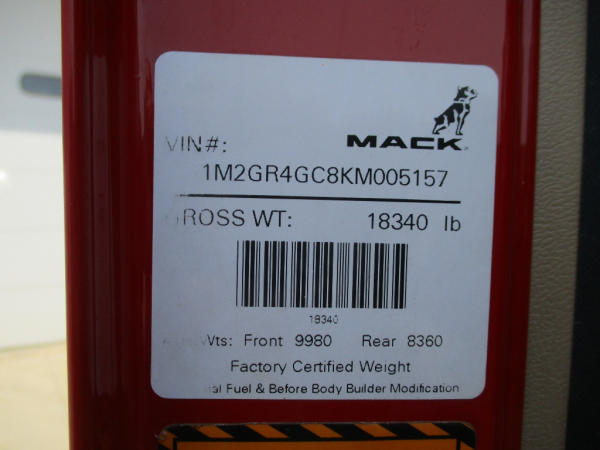 VIN#: MACK
1M2GR4GC8KM005157
GROSS WT: 18340 lb
18340
Wts: Front 9980 Rear 8360
Factory Certified Weight
Fuel & Before Body Builder Modification